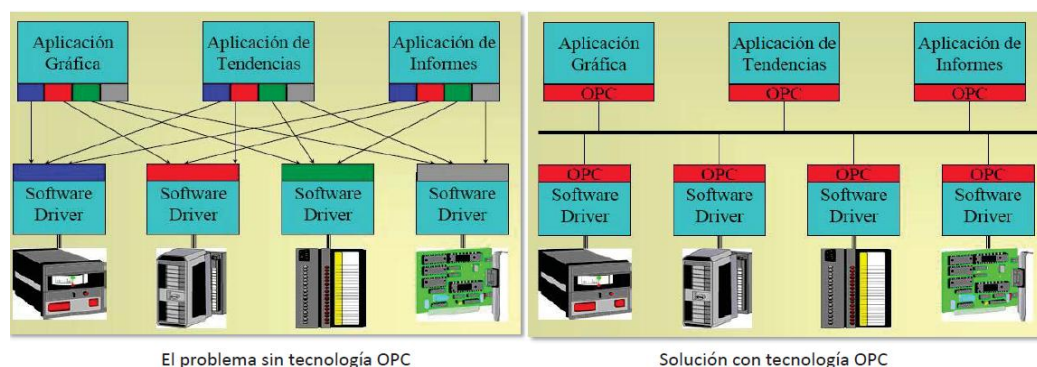 Aplicación
Gráfica
Aplicación de
Tendencias
Aplicación de
Informes
Software
Driver
Software
Driver
Software
Driver
Software
Driver
El problema sin tecnología OPC
Aplicación
Gráfica
OPC
Aplicación de
Tendencias
OPC
Aplicación de
Informes
OPC
OPC
Software
Driver
OPC
Software
Driver
OPC
Software
Driver
OPC
Software
Driver
Solución con tecnología OPC